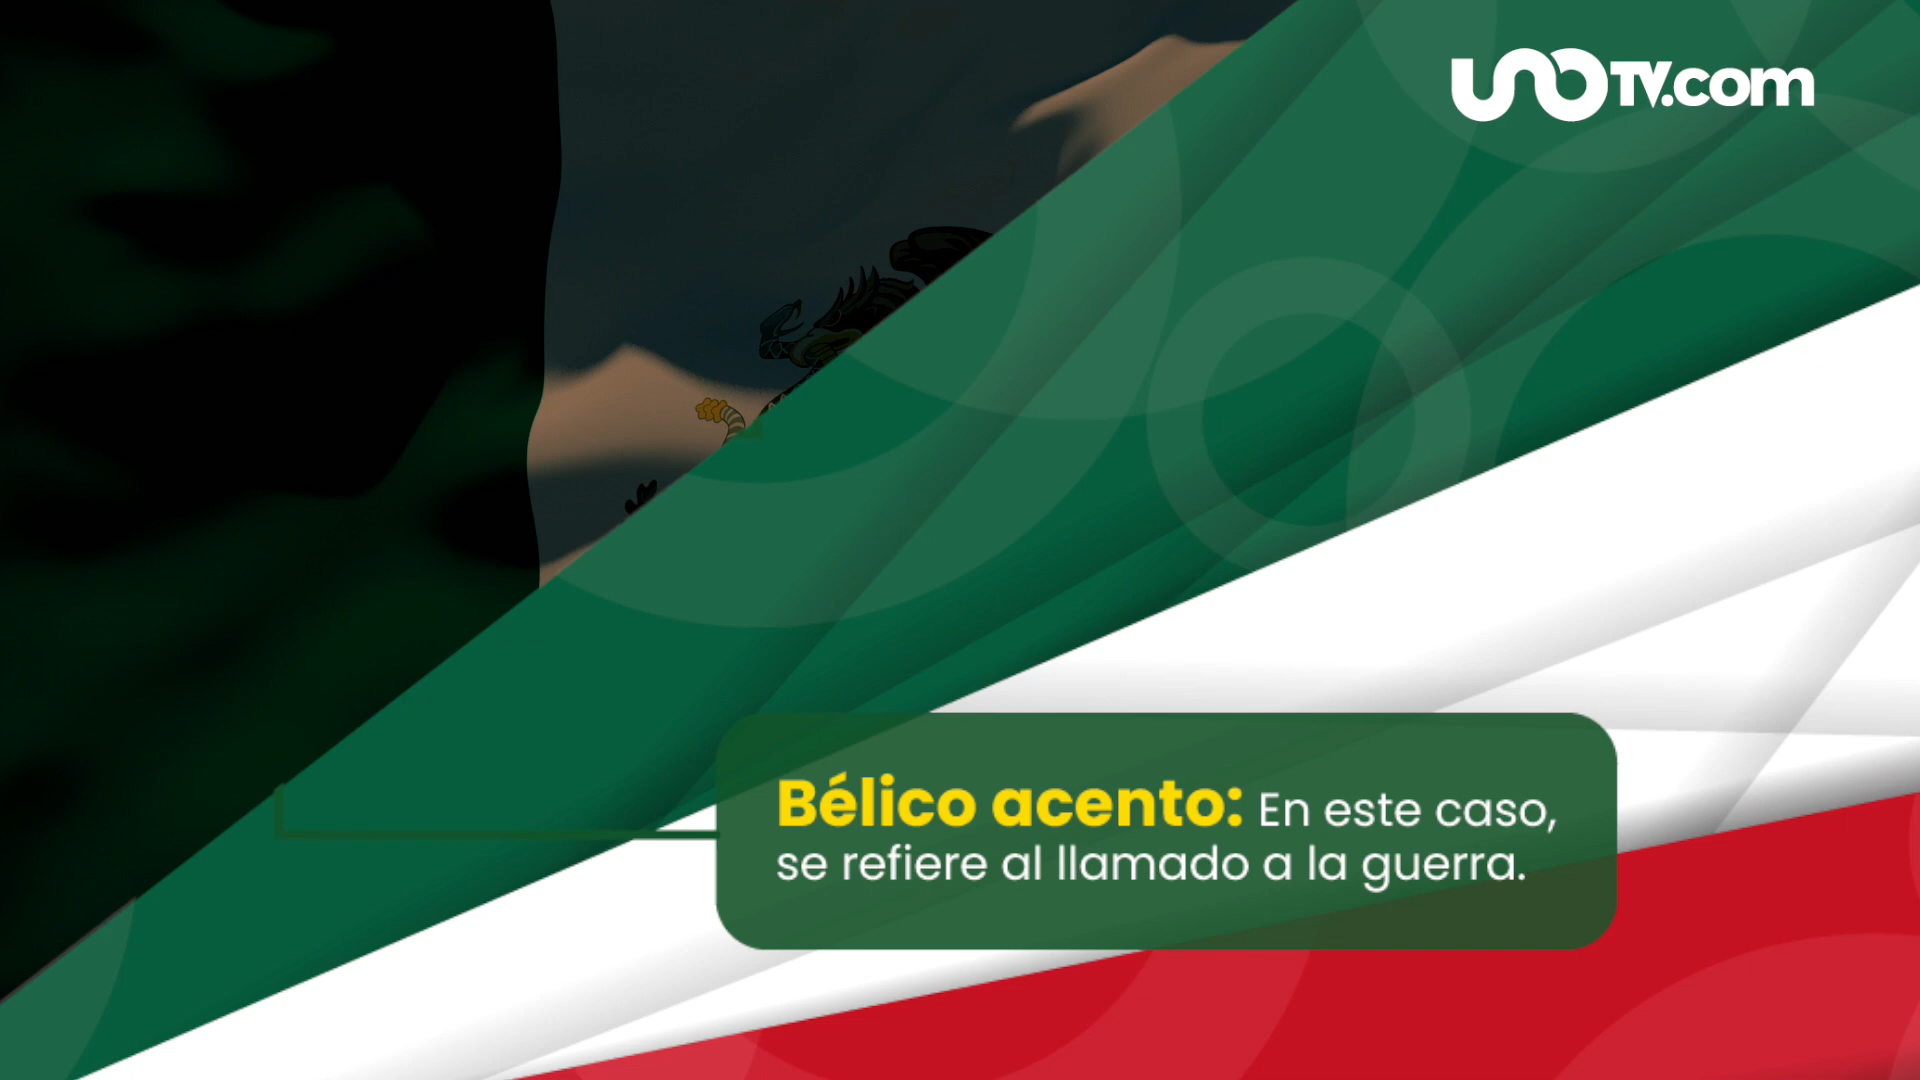 unoTV.com
Bélico acento: En este caso,
se refiere al llamado a la guerra.